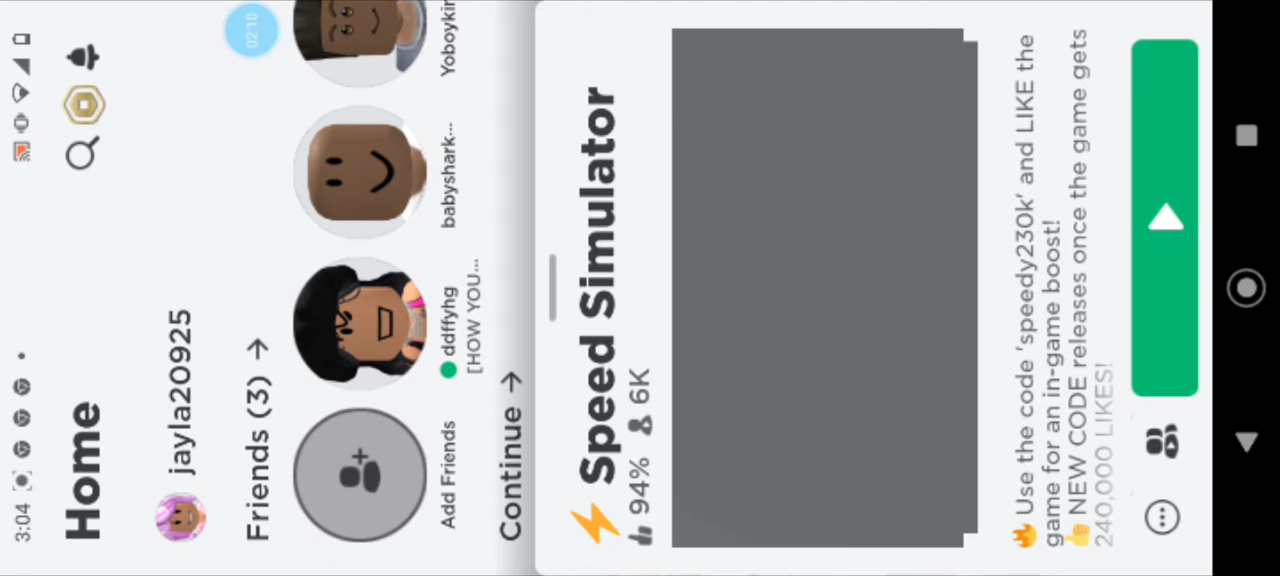 3:04
Home
jayla20925
02:10
Friends (3) →
Add Friends
ddffyhg
[HOW YOU...
babyshark...
Yoboykin
Continue →
⚡ Speed Simulator
94% 6K
🔥 Use the code 'speedy230k' and LIKE the
game for an in-game boost!
👍 NEW CODE releases once the game gets
240,000 LIKES!